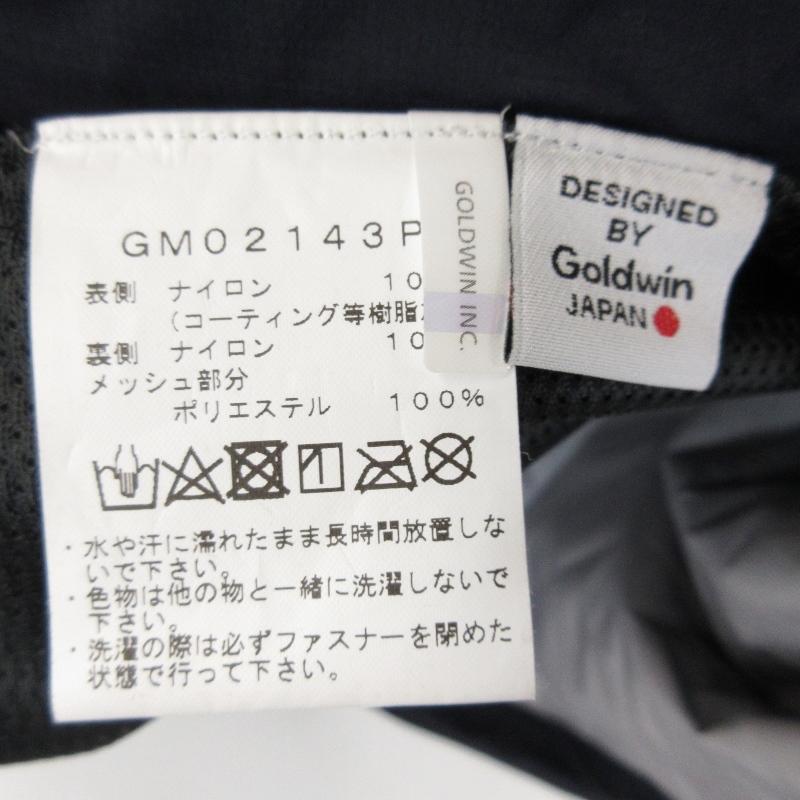 GM02143P
表側 ナイロン 10
（コーティング等樹脂
裏側 ナイロン 10
メッシュ部分
ポリエステル 100%
・水や汗に濡れたまま長時間放置しな
いで下さい。
・色物は他の物と一緒に洗濯しないで
下さい。
・洗濯の際は必ずファスナーを閉めた
状態で行って下さい。
GOLDWIN INC.
DESIGNED
BY
Goldwin
JAPAN